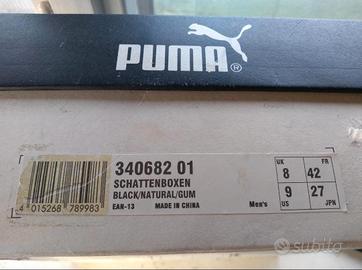 PUMA®
340682 01
SCHATTENBOXEN
BLACK/NATURAL/GUM
EAN-13 MADE IN CHINA Men's
4 015268 789983
UK 8 42 FR
US 9 27 JPN
subito